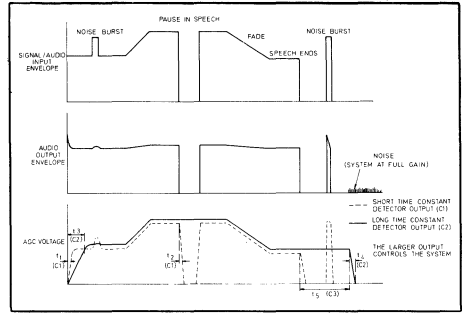 PAUSE IN SPEECH
NOISE BURST
NOISE BURST
FADE
SPEECH ENDS
SIGNAL/AUDIO
INPUT
ENVELOPE
AUDIO
OUTPUT
ENVELOPE
NOISE
(SYSTEM AT FULL GAIN)
SHORT TIME CONSTANT
DETECTOR OUTPUT (C1)
LONG TIME CONSTANT
DETECTOR OUTPUT (C2)
THE LARGER OUTPUT
CONTROLS THE SYSTEM
AGC VOLTAGE
t3
(C2)
t1
(C1)
t2
(C1)
t5 (C3)
t4
(C2)